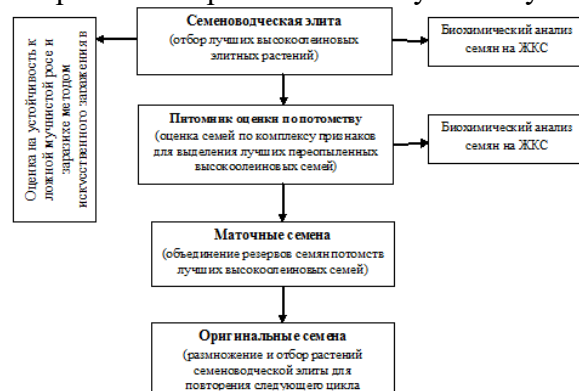 Семеноводческая элита
(отбор лучших высокоолеиновых
элитных растений)
Биохимический анализ
семян на ЖКС
Оценка на устойчивость к
ложной мучнистой росе и
заразихе методом
искусственного заражения в
Питомник оценки по потомству
(оценка семей по комплексу признаков
для выделения лучших переопыленных
высокоолеиновых семей)
Биохимический анализ
семян на ЖКС
Маточные семена
(объединение резервов семян потомств
лучших высокоолеиновых семей)
Оригинальные семена
(размножение и отбор растений
семеноводческой элиты для
повторения следующего цикла